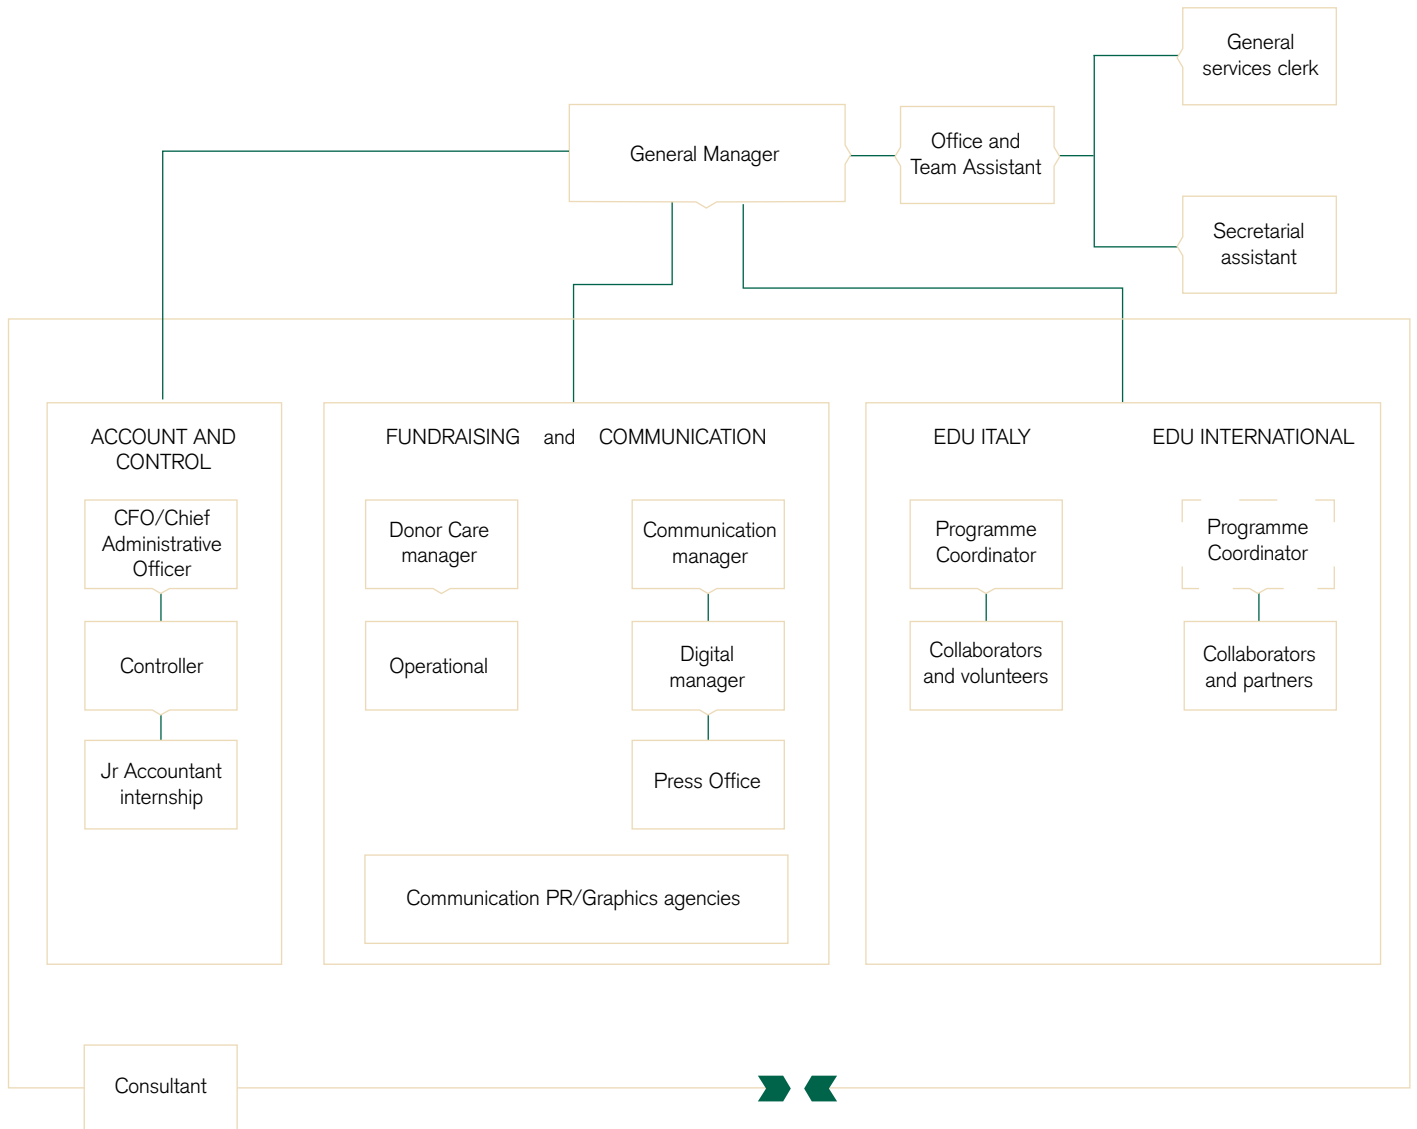 General
services clerk
General Manager
Office and
Team Assistant
Secretarial
assistant
ACCOUNT AND
CONTROL
CFO/Chief
Administrative
Officer
Controller
Jr Accountant
internship
FUNDRAISING and COMMUNICATION
Donor Care
manager
Operational
Communication
manager
Digital
manager
Press Office
Communication PR/Graphics agencies
EDU ITALY
Programme
Coordinator
Collaborators
and volunteers
EDU INTERNATIONAL
Programme
Coordinator
Collaborators
and partners
Consultant